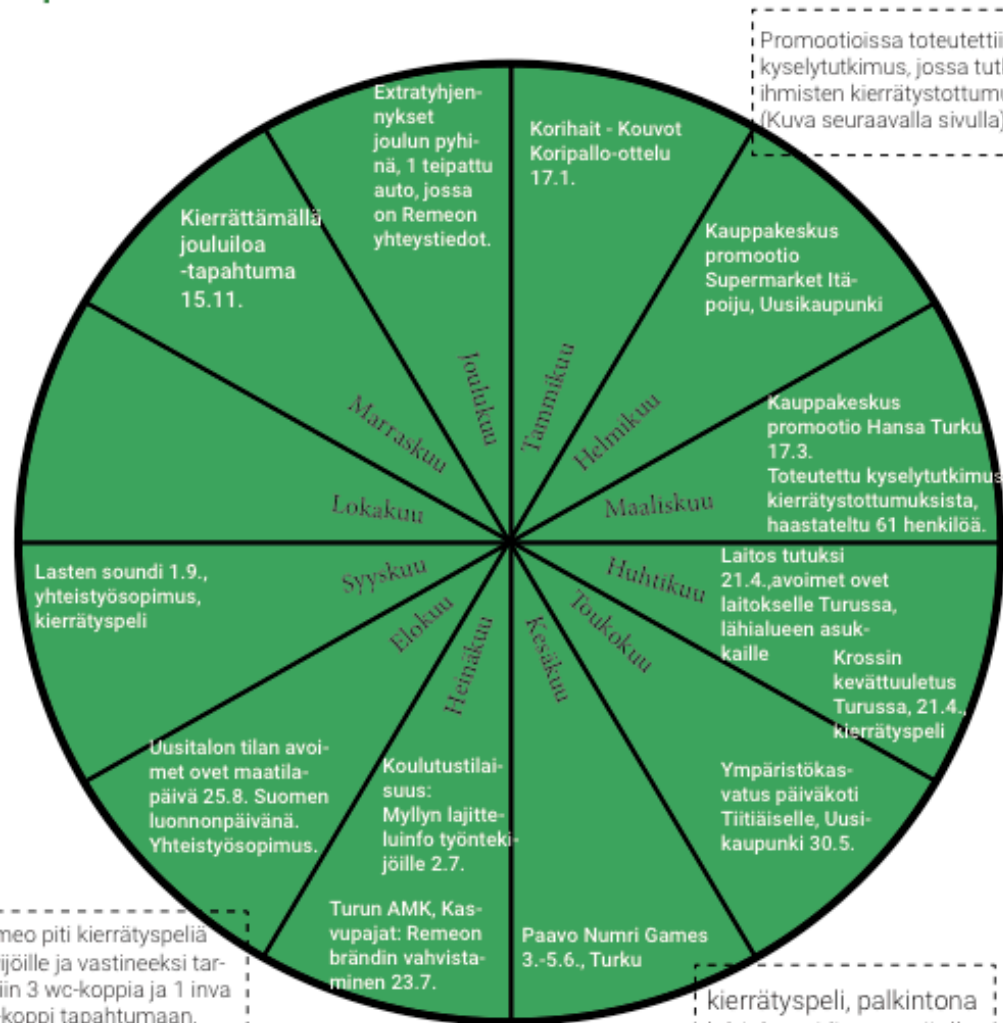 Promootioissa toteutettii
kyselytutkimus, jossa tutl
ihmisten kierrätystottumu
(Kuva seuraavalla sivulla)
Korihait - Kouvot
Koripallo-ottelu
17.1.
Tammikuu
Kauppakeskus
promootio
Supermarket Itä-
poiju, Uusikaupunki
Helmikuu
Kauppakeskus
promootio Hansa Turku
17.3.
Toteutettu kyselytutkimus
kierrätystottumuksista,
haastateltu 61 henkilöä.
Maaliskuu
Laitos tutuksi
21.4.,avoimet ovet
laitokselle Turussa,
lähialueen asuk-
kaille
Krossin
kevättuuletus
Turussa, 21.4.,
kierrätyspeli
Huhtikuu
Ympäristökas-
vatus päiväkoti
Tiitiäiselle, Uusi-
kaupunki 30.5.
Toukokuu
Paavo Numri Games
3.-5.6., Turku
Kesäkuu
Koulutustilai-
suus:
Myllyn lajitte-
luinfo työnteki-
jöille 2.7.
Turun AMK, Kas-
vupajat: Remeon
brändin vahvista-
minen 23.7.
Heinäkuu
Uusitalon tilan avoi-
met ovet maatila-
päivä 25.8. Suomen
luonnonpäivänä.
Yhteistyösopimus.
Elokuu
Lasten soundi 1.9.,
yhteistyösopimus,
kierrätyspeli
Syyskuu
Lokakuu
Kierrättämällä
jouluiloa
-tapahtuma
15.11.
Marraskuu
Extratyhjen-
nykset
joulun pyhi-
nä, 1 teipattu
auto, jossa
on Remeon
yhteystiedot.
Joulukuu
meo piti kierrätyspeliä
ijöille ja vastineeksi tar-
iin 3 wc-koppia ja 1 inva
-koppi tapahtumaan.
kierrätyspeli, palkintona